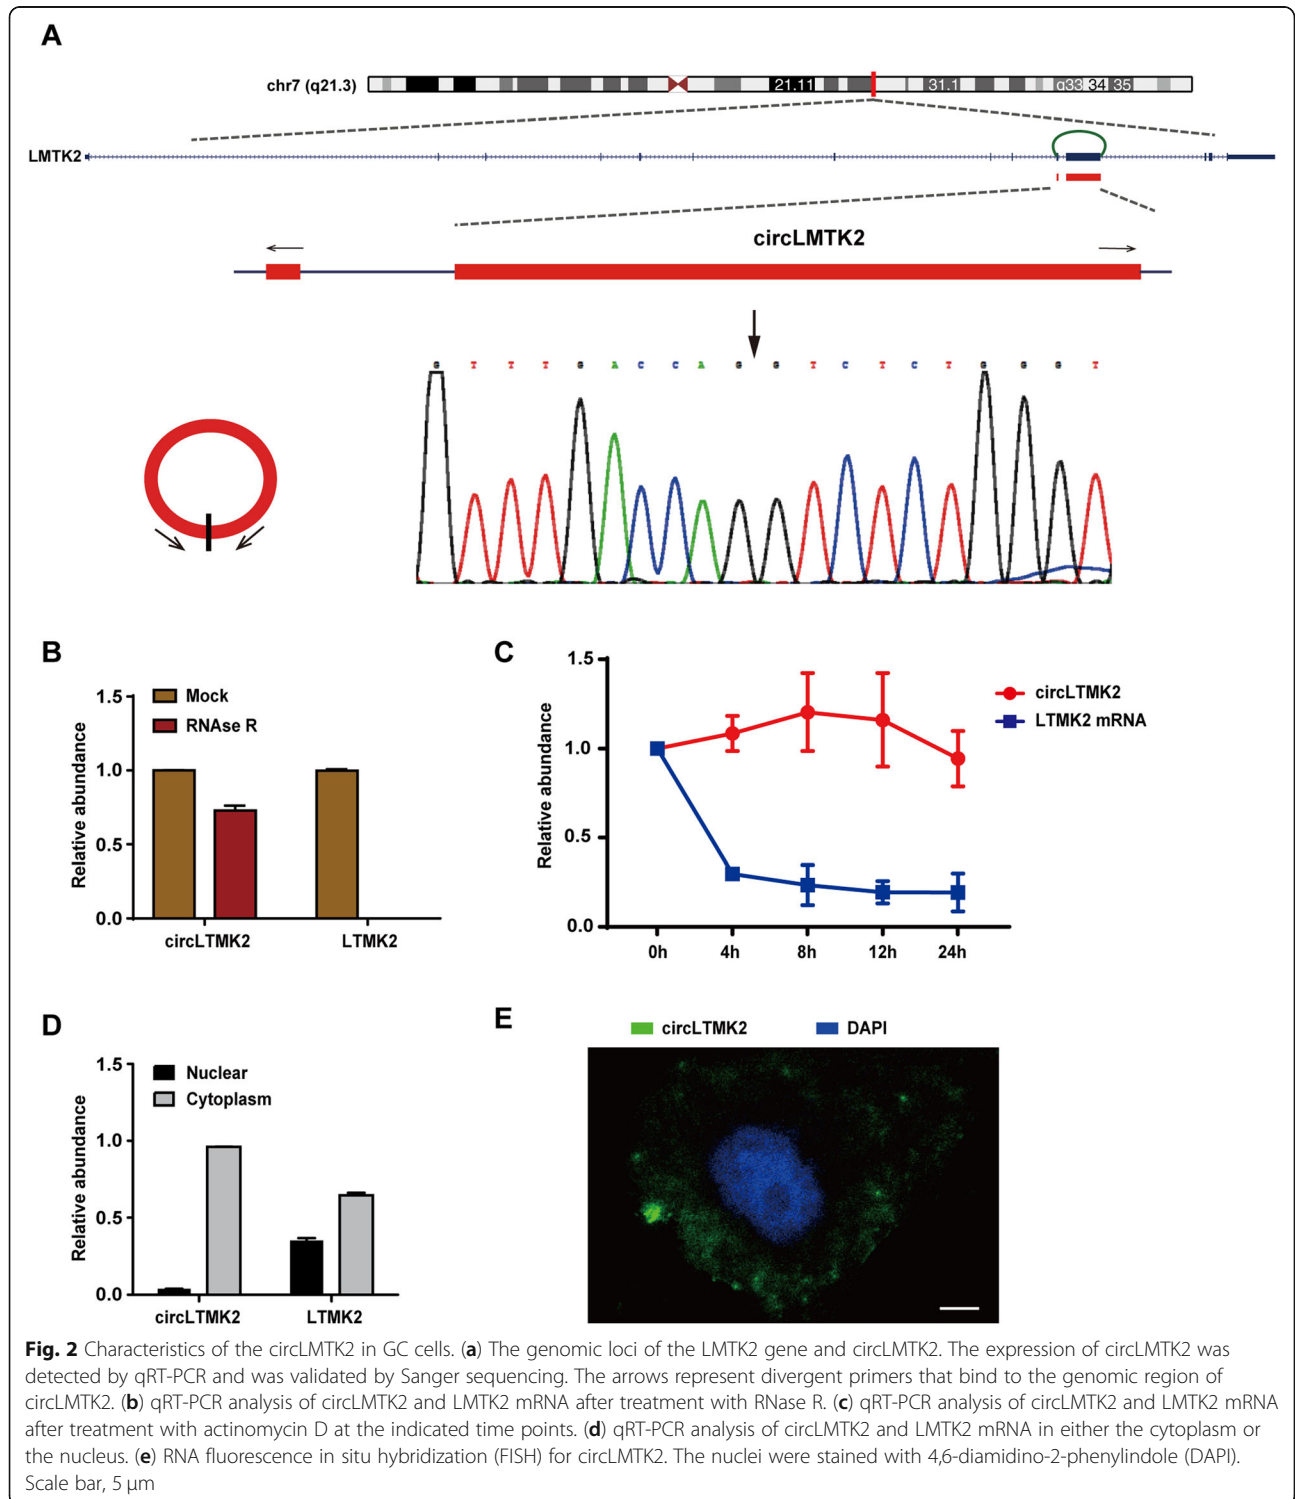 A
chr7 (q21.3)
21.11
31.1
q33
34
35
LMTK2
circLMTK2
G T T T G A C C A G G T C T C T G G G T
B
Relative abundance
1.5
1.0
0.5
0.0
Mock
RNAse R
circLTMK2
LTMK2
C
Relative abundance
1.5
1.0
0.5
0.0
0h
4h
8h
12h
24h
circLTMK2
LTMK2 mRNA
D
Relative abundance
1.5
1.0
0.5
0.0
Nuclear
Cytoplasm
circLTMK2
LTMK2
E
circLTMK2
DAPI
Fig. 2 Characteristics of the circLMTK2 in GC cells. (a) The genomic loci of the LMTK2 gene and circLMTK2. The expression of circLMTK2 was
detected by qRT-PCR and was validated by Sanger sequencing. The arrows represent divergent primers that bind to the genomic region of
circLMTK2. (b) qRT-PCR analysis of circLMTK2 and LMTK2 mRNA after treatment with RNase R. (c) qRT-PCR analysis of circLMTK2 and LMTK2 mRNA
after treatment with actinomycin D at the indicated time points. (d) qRT-PCR analysis of circLMTK2 and LMTK2 mRNA in either the cytoplasm or
the nucleus. (e) RNA fluorescence in situ hybridization (FISH) for circLMTK2. The nuclei were stained with 4,6-diamidino-2-phenylindole (DAPI).
Scale bar, 5 μm